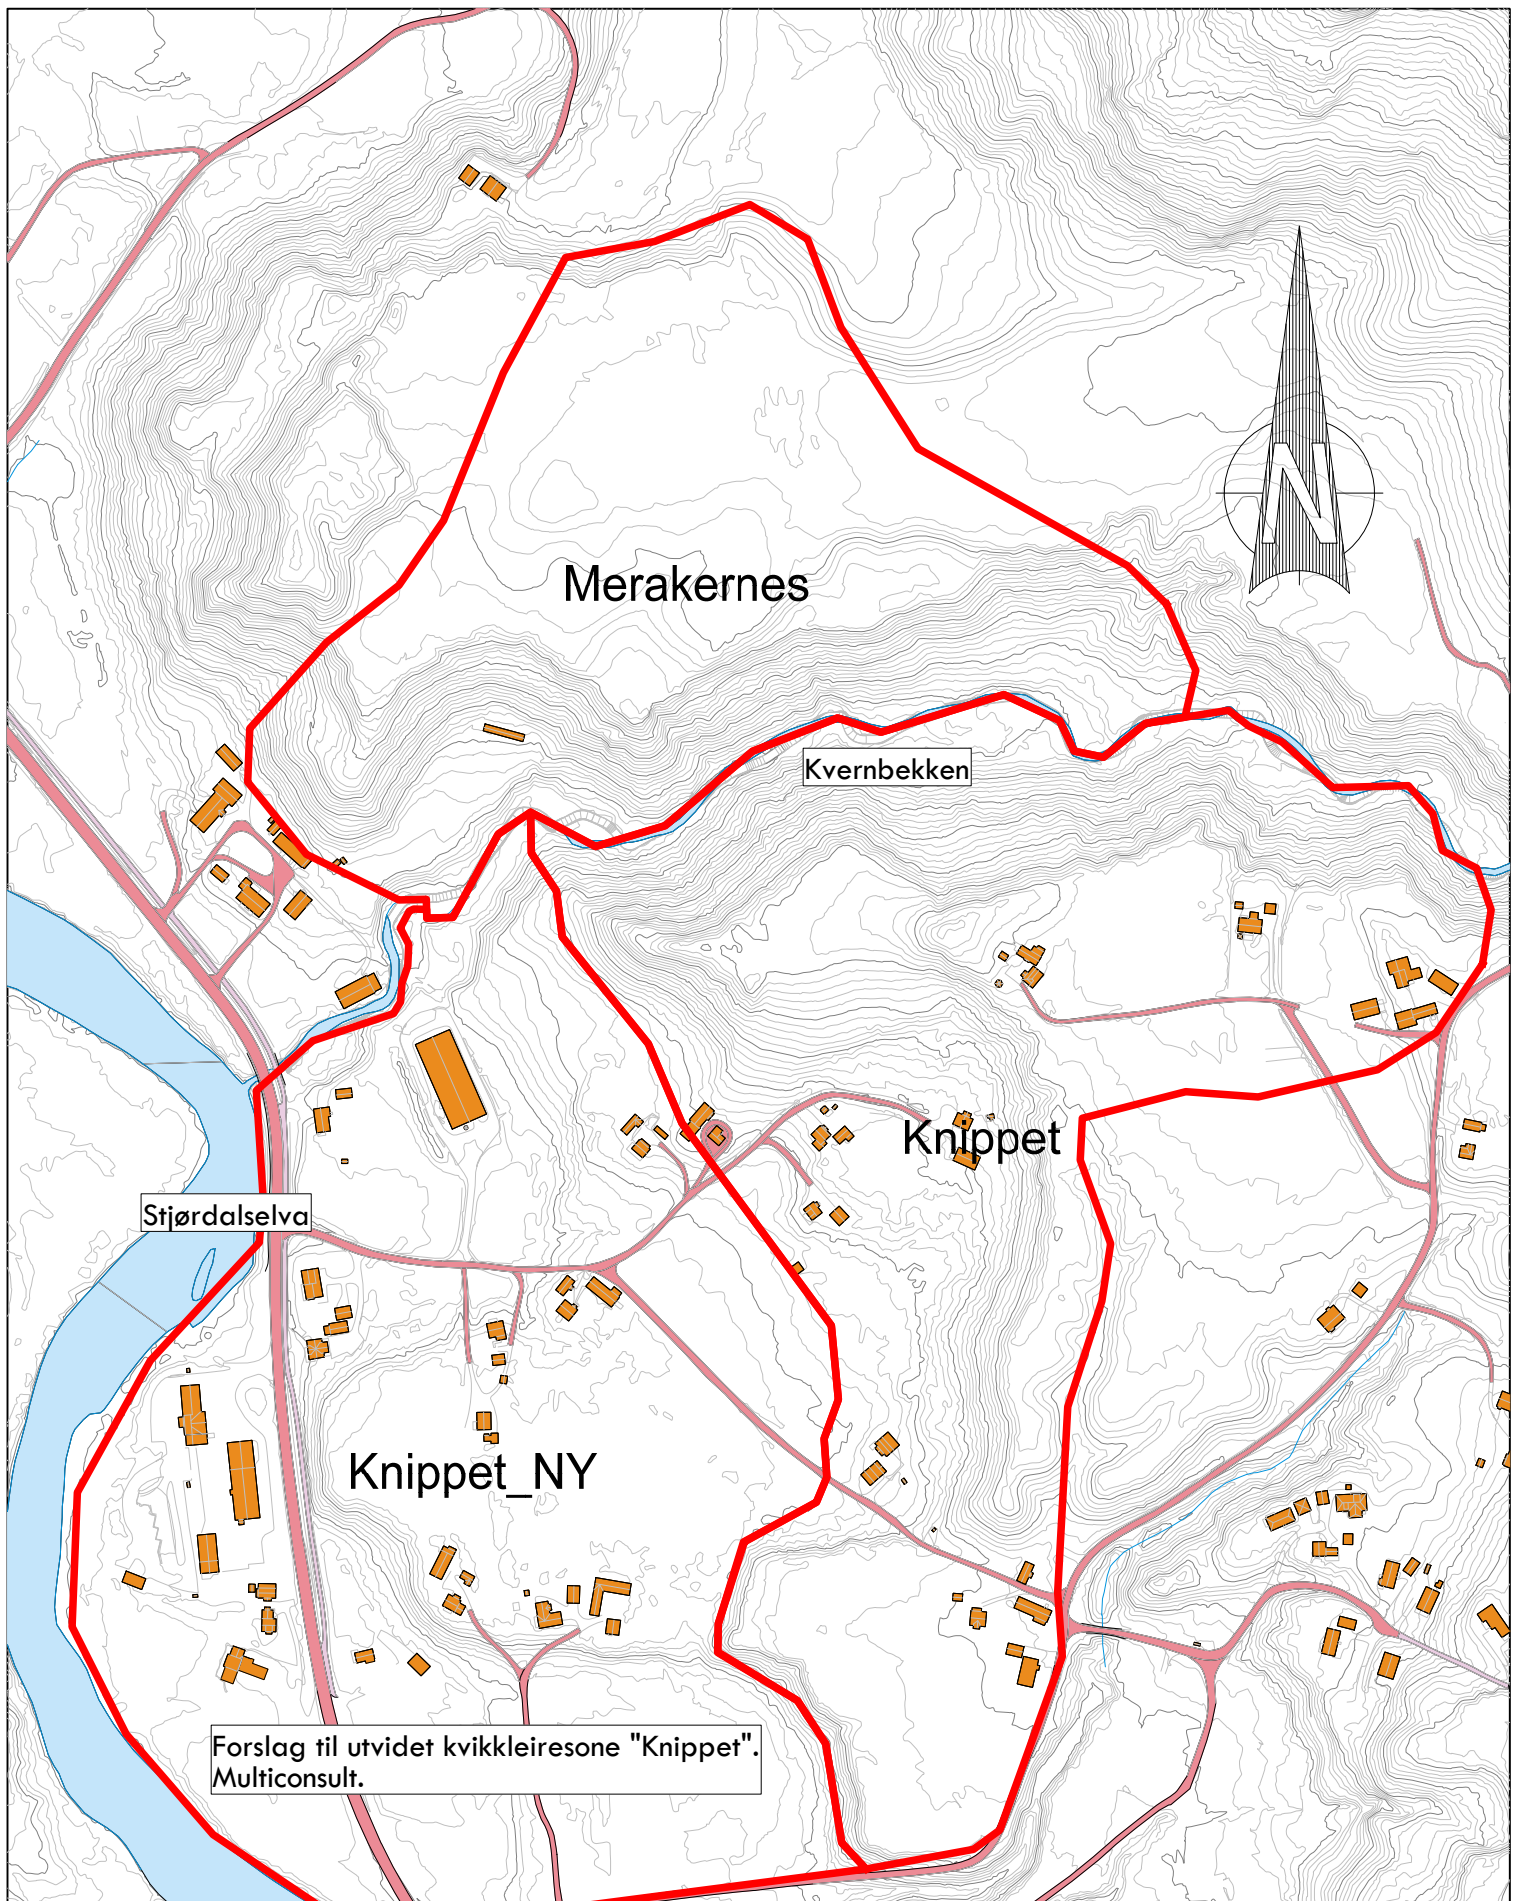 N
Merakernes
Kvernbekken
Knippet
Stjørdalselva
Knippet_NY
Forslag til utvidet kvikkleiresone "Knippet".
Multiconsult.